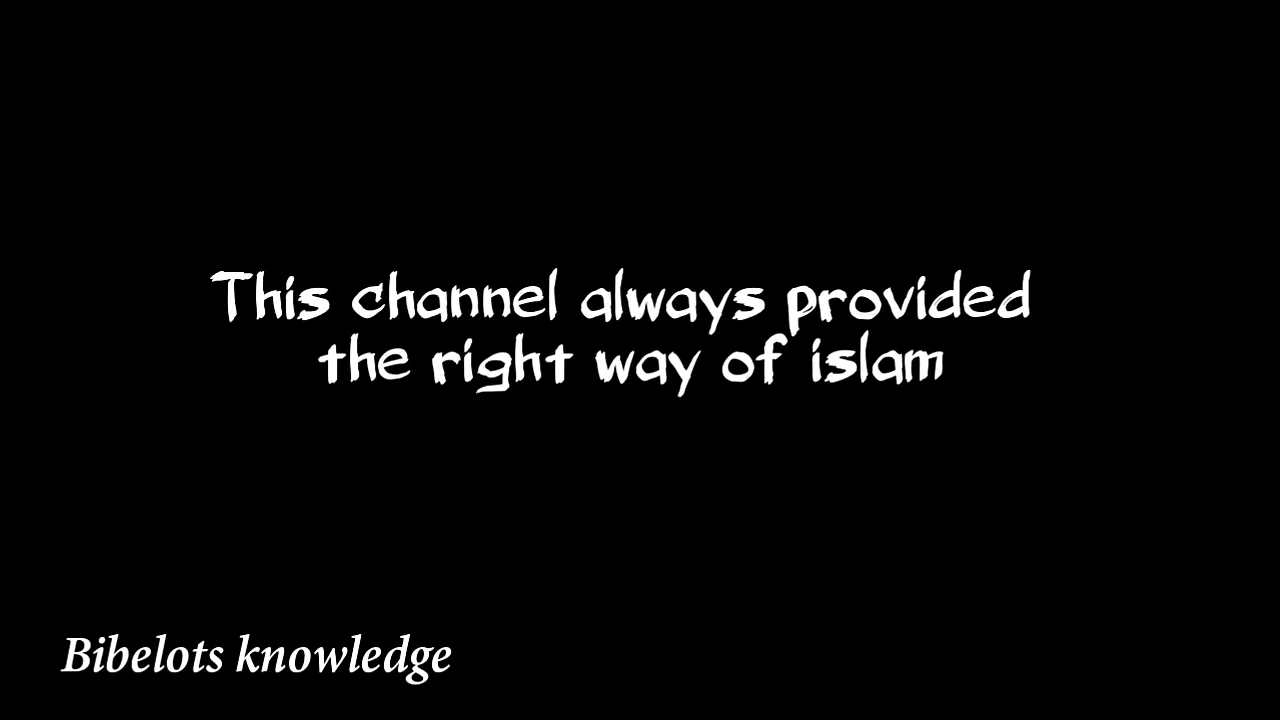 This channel always provided
the right way of islam
Bibelots knowledge